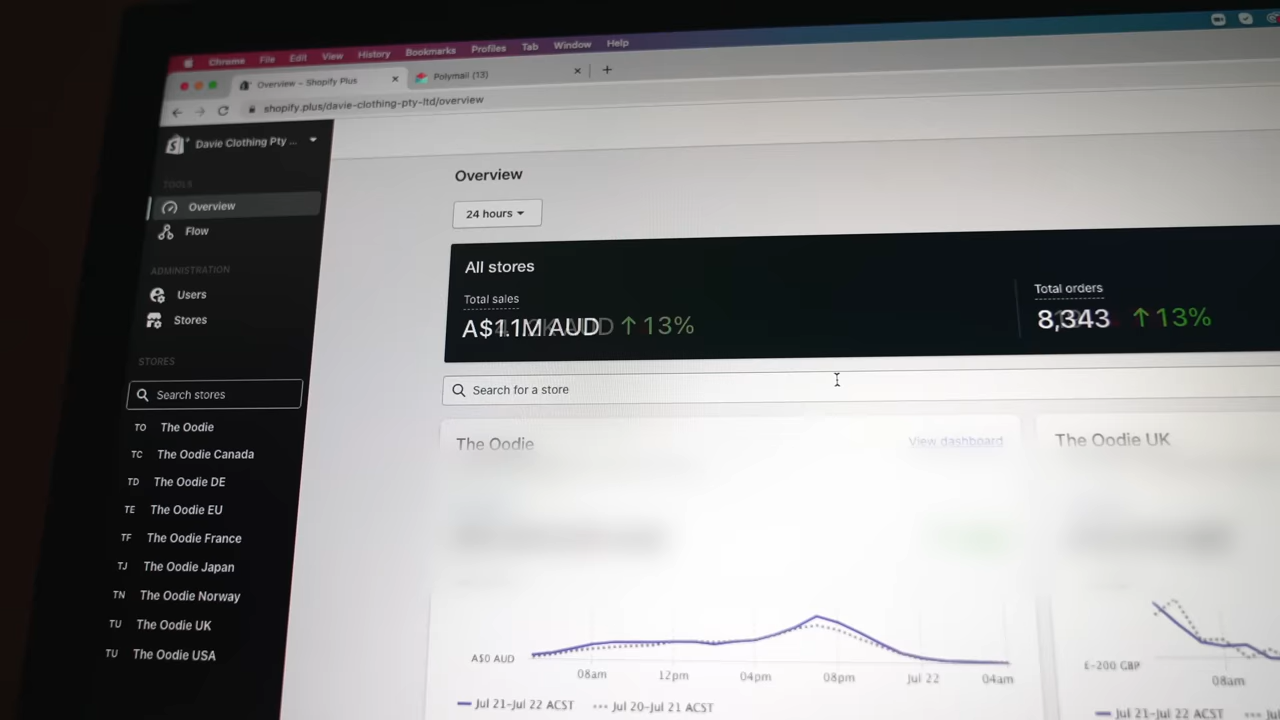 Chrome File Edit View History Bookmarks Profiles Tab Window Help
Overview – Shopify Plus
Polymail (13)
shopify.plus/davie-clothing-pty-ltd/overview
Davie Clothing Pty ...
TOOLS
Overview
Flow
ADMINISTRATION
Users
Stores
STORES
Search stores
TO The Oodie
TC The Oodie Canada
TD The Oodie DE
TE The Oodie EU
TF The Oodie France
TJ The Oodie Japan
TN The Oodie Norway
TU The Oodie UK
TU The Oodie USA
Overview
24 hours
All stores
Total sales
A$1.1M AUD ↑ 13%
Total orders
8,343 ↑ 13%
Search for a store
The Oodie
View dashboard
A$0 AUD
08am 12pm 04pm 08pm Jul 22 04am
Jul 21–Jul 22 ACST Jul 20–Jul 21 ACST
The Oodie UK
£-200 GBP
08am
Jul 21–Jul 22 ACST